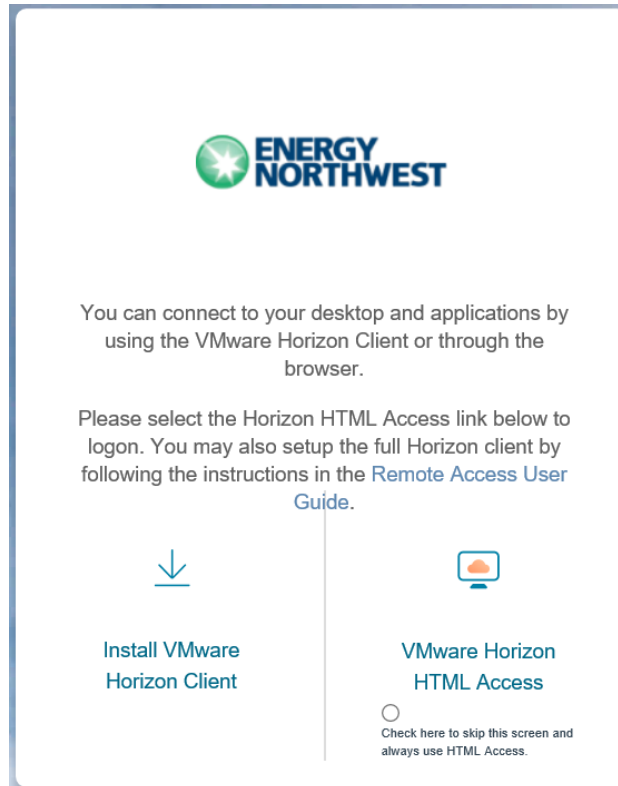 ENERGY
NORTHWEST
You can connect to your desktop and applications by
using the VMware Horizon Client or through the
browser.
Please select the Horizon HTML Access link below to
logon. You may also setup the full Horizon client by
following the instructions in the Remote Access User
Guide.
Install VMware
Horizon Client
VMware Horizon
HTML Access
Check here to skip this screen and
always use HTML Access.